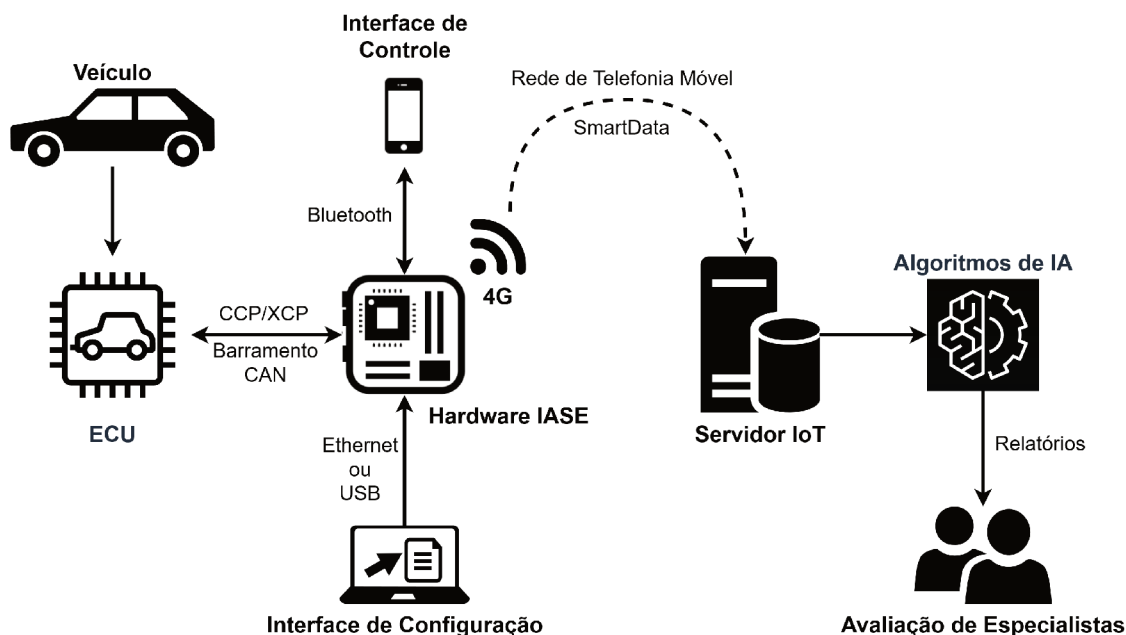 Interface de
Controle
Veículo
Rede de Telefonia Móvel
SmartData
Bluetooth
4G
Algoritmos de IA
CCP/XCP
Barramento
CAN
Hardware IASE
ECU
Servidor IoT
Ethernet
ou
USB
Relatórios
Interface de Configuração
Avaliação de Especialistas